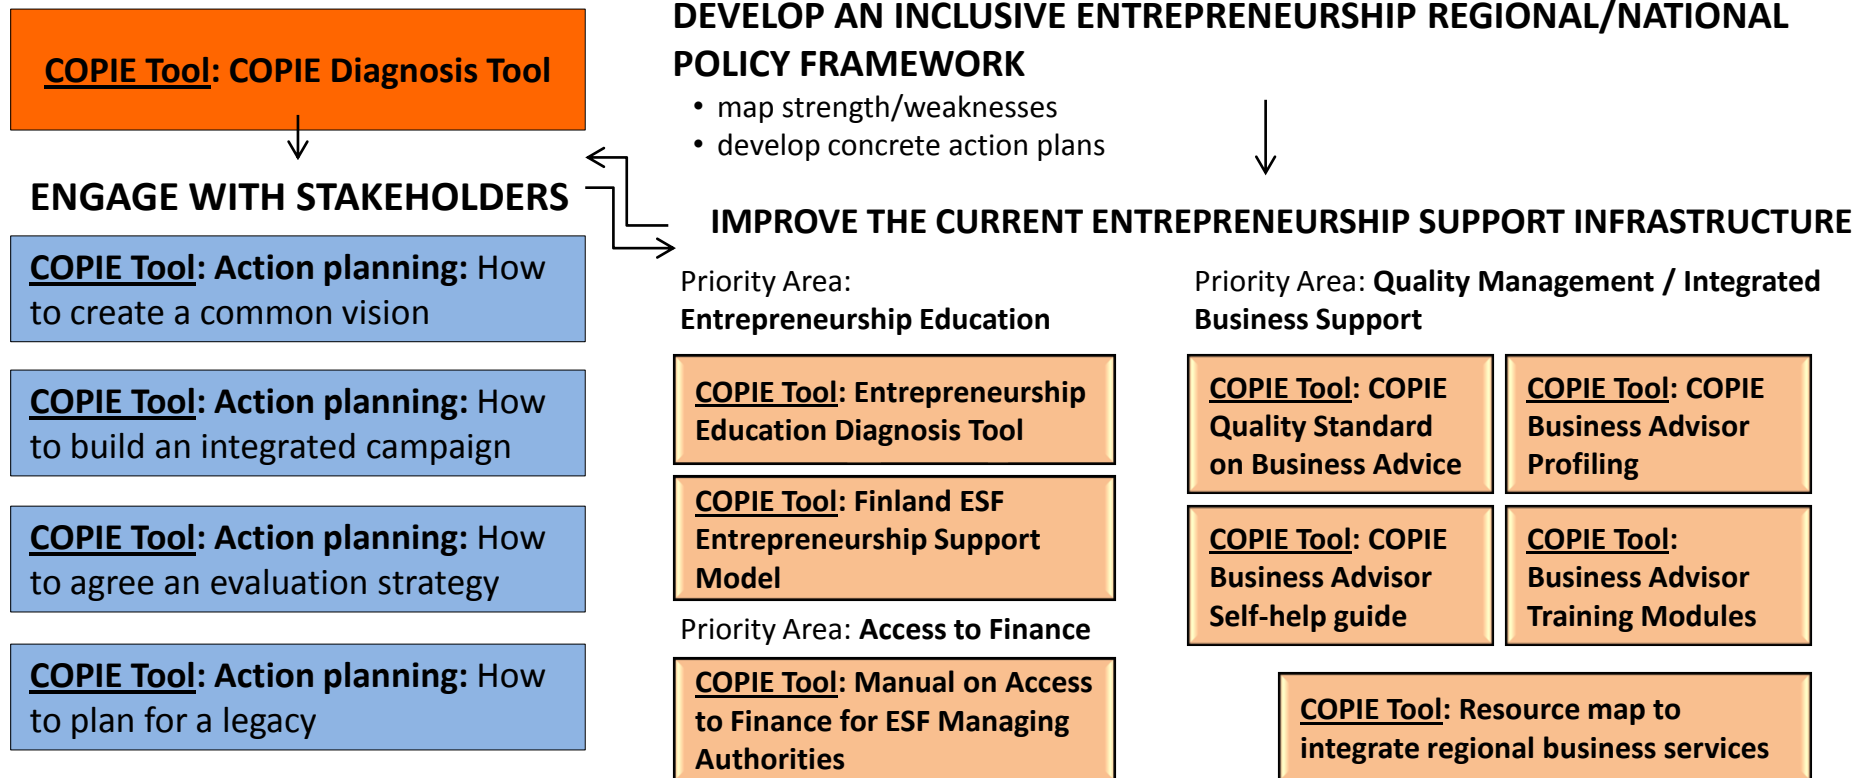 COPIE Tool: COPIE Diagnosis Tool
ENGAGE WITH STAKEHOLDERS
COPIE Tool: Action planning: How
to create a common vision
COPIE Tool: Action planning: How
to build an integrated campaign
COPIE Tool: Action planning: How
to agree an evaluation strategy
COPIE Tool: Action planning: How
to plan for a legacy
DEVELOP AN INCLUSIVE ENTREPRENEURSHIP REGIONAL/NATIONAL
POLICY FRAMEWORK
• map strength/weaknesses
• develop concrete action plans
IMPROVE THE CURRENT ENTREPRENEURSHIP SUPPORT INFRASTRUCTURE
Priority Area:
Entrepreneurship Education
COPIE Tool: Entrepreneurship
Education Diagnosis Tool
COPIE Tool: Finland ESF
Entrepreneurship Support
Model
Priority Area: Access to Finance
COPIE Tool: Manual on Access
to Finance for ESF Managing
Authorities
Priority Area: Quality Management / Integrated
Business Support
COPIE Tool: COPIE
Quality Standard
on Business Advice
COPIE Tool: COPIE
Business Advisor
Profiling
COPIE Tool: COPIE
Business Advisor
Self-help guide
COPIE Tool:
Business Advisor
Training Modules
COPIE Tool: Resource map to
integrate regional business services